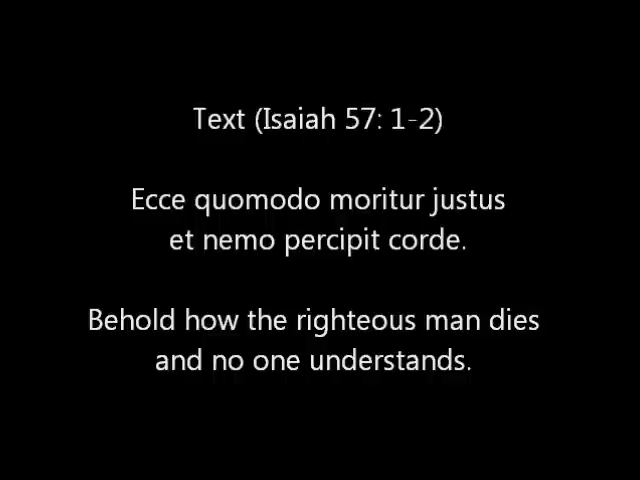 Text (Isaiah 57: 1-2)
Ecce quomodo moritur justus
et nemo percipit corde.
Behold how the righteous man dies
and no one understands.